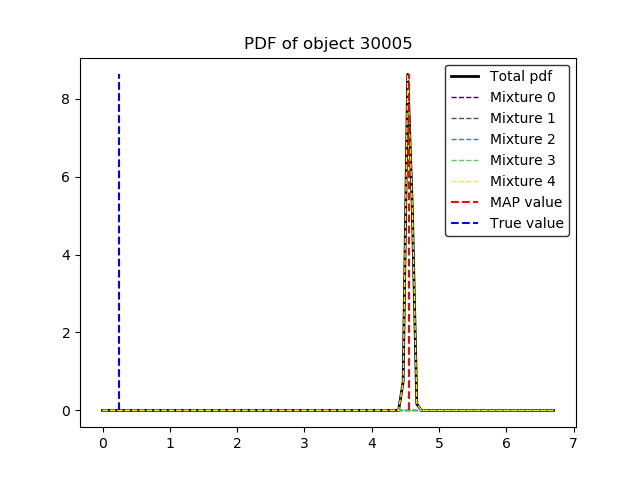 PDF of object 30005
Total pdf
Mixture 0
Mixture 1
Mixture 2
Mixture 3
Mixture 4
MAP value
True value
8
6
4
2
0
0 1 2 3 4 5 6 7